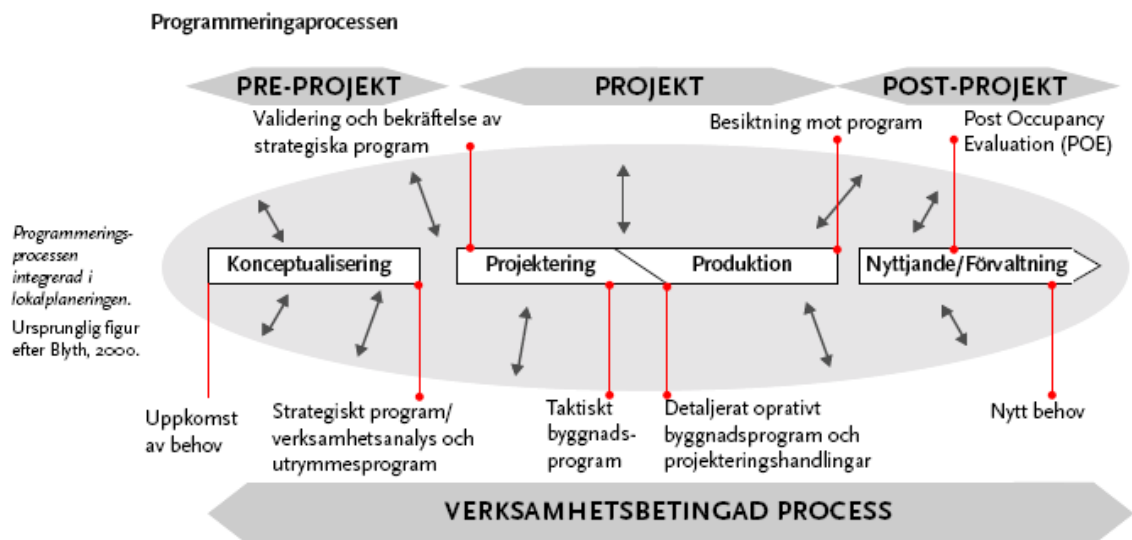 Programmeringaprocessen
PRE-PROJEKT
PROJEKT
POST-PROJEKT
Validering och bekräftelse av
strategiska program
Besiktning mot program
Post Occupancy
Evaluation (POE)
Programmerings-
processen
integrerad i
lokalplaneringen.
Ursprunglig figur
efter Blyth, 2000.
Konceptualisering
Projektering
Produktion
Nyttjande/Förvaltning
Uppkomst
av behov
Strategiskt program/
verksamhetsanalys och
utrymmesprogram
Taktiskt
byggnads-
program
Detaljerat oprativt
byggnadsprogram och
projekteringshandlingar
Nytt behov
VERKSAMHETSBETINGAD PROCESS